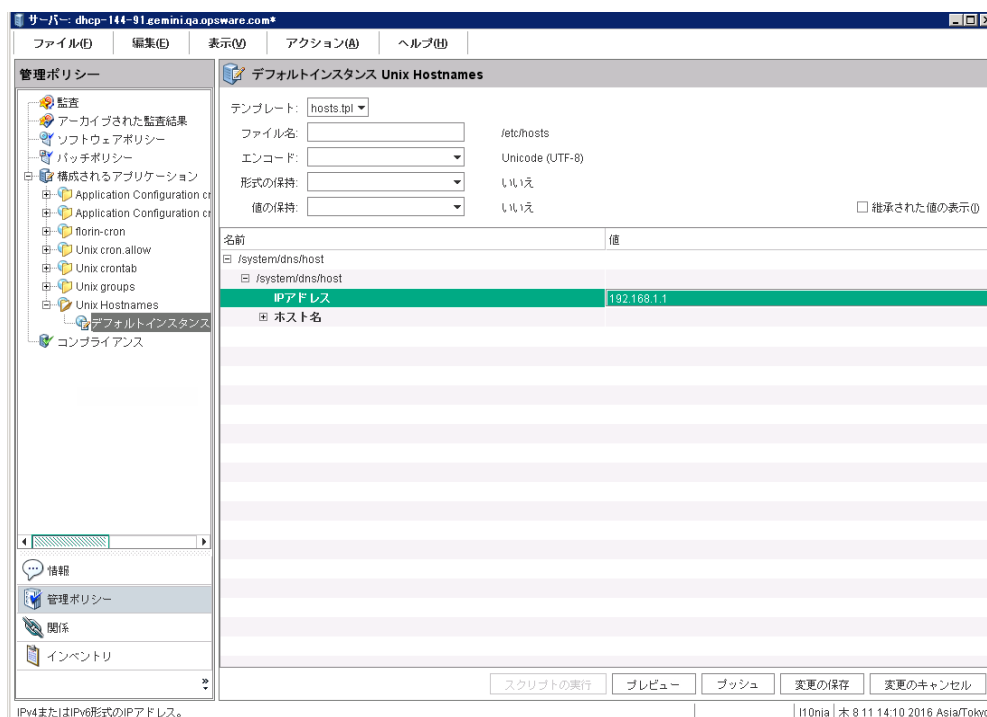 サーバー: dhcp-144-91.gemini.qa.opsware.com*
ファイル(F) 編集(E) 表示(V) アクション(A) ヘルプ(H)
管理ポリシー
監査
アーカイブされた監査結果
ソフトウェアポリシー
パッチポリシー
構成されるアプリケーション
Application Configuration cr
Application Configuration cr
florin-cron
Unix cron.allow
Unix crontab
Unix groups
Unix Hostnames
デフォルトインスタンス
コンプライアンス
情報
管理ポリシー
関係
インベントリ
デフォルトインスタンス Unix Hostnames
テンプレート: hosts.tpl
ファイル名: /etc/hosts
エンコード: Unicode (UTF-8)
形式の保持: いいえ
値の保持: いいえ
継承された値の表示(I)
名前 値
/system/dns/host
/system/dns/host
IPアドレス 192.168.1.1
ホスト名
スクリプトの実行 プレビュー プッシュ 変更の保存 変更のキャンセル
IPv4またはIPv6形式のIPアドレス。 l10nja 木 8 11 14:10 2016 Asia/Tokyo